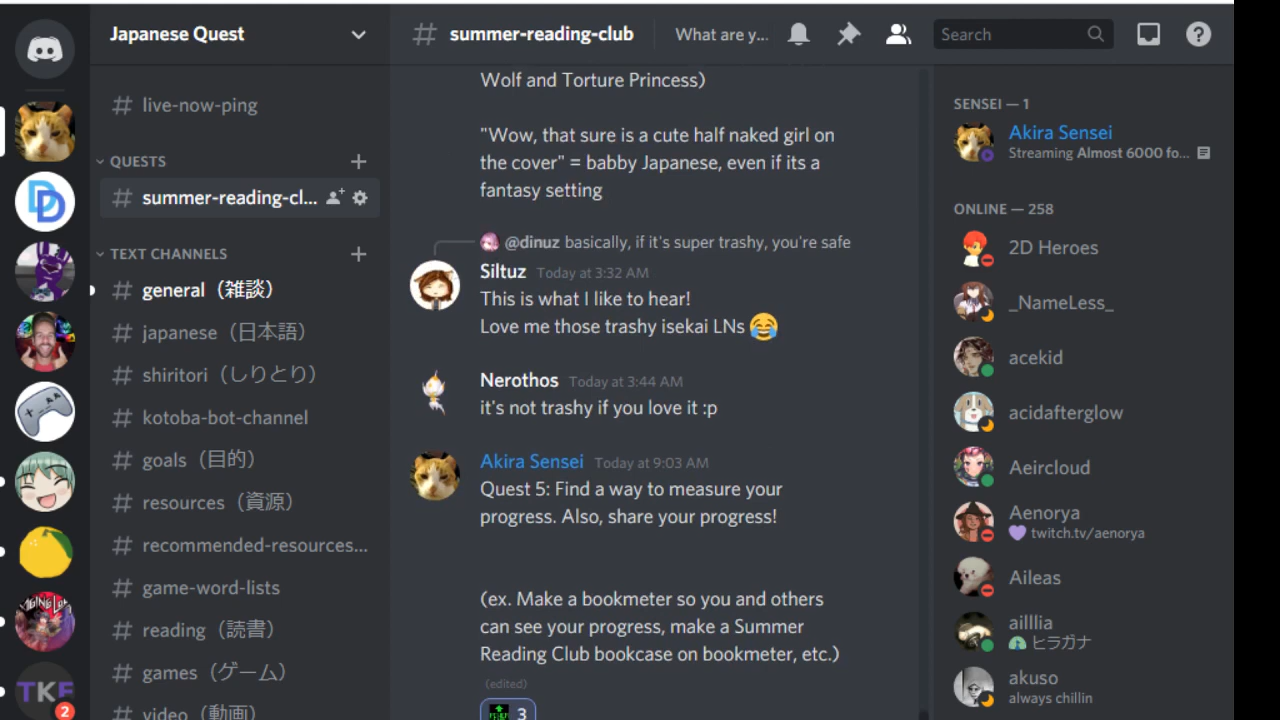 Japanese Quest
live-now-ping
QUESTS
summer-reading-cl...
TEXT CHANNELS
general（雑談）
japanese（日本語）
shiritori（しりとり）
kotoba-bot-channel
goals（目的）
resources（資源）
recommended-resources...
game-word-lists
reading（読書）
games（ゲーム）
video（動画）
TKF
2
summer-reading-club
What are y...
Search
Wolf and Torture Princess)
"Wow, that sure is a cute half naked girl on
the cover" = babby Japanese, even if its a
fantasy setting
@dinuz basically, if it's super trashy, you're safe
Siltuz Today at 3:32 AM
This is what I like to hear!
Love me those trashy isekai LNs 😂
Nerothos Today at 3:44 AM
it's not trashy if you love it :p
Akira Sensei Today at 9:03 AM
Quest 5: Find a way to measure your
progress. Also, share your progress!
(ex. Make a bookmeter so you and others
can see your progress, make a Summer
Reading Club bookcase on bookmeter, etc.)
(edited)
3
SENSEI — 1
Akira Sensei
Streaming Almost 6000 fo...
ONLINE — 258
2D Heroes
_NameLess_
acekid
acidafterglow
Aeircloud
Aenorya
twitch.tv/aenorya
Aileas
ailllia
ヒラガナ
akuso
always chillin